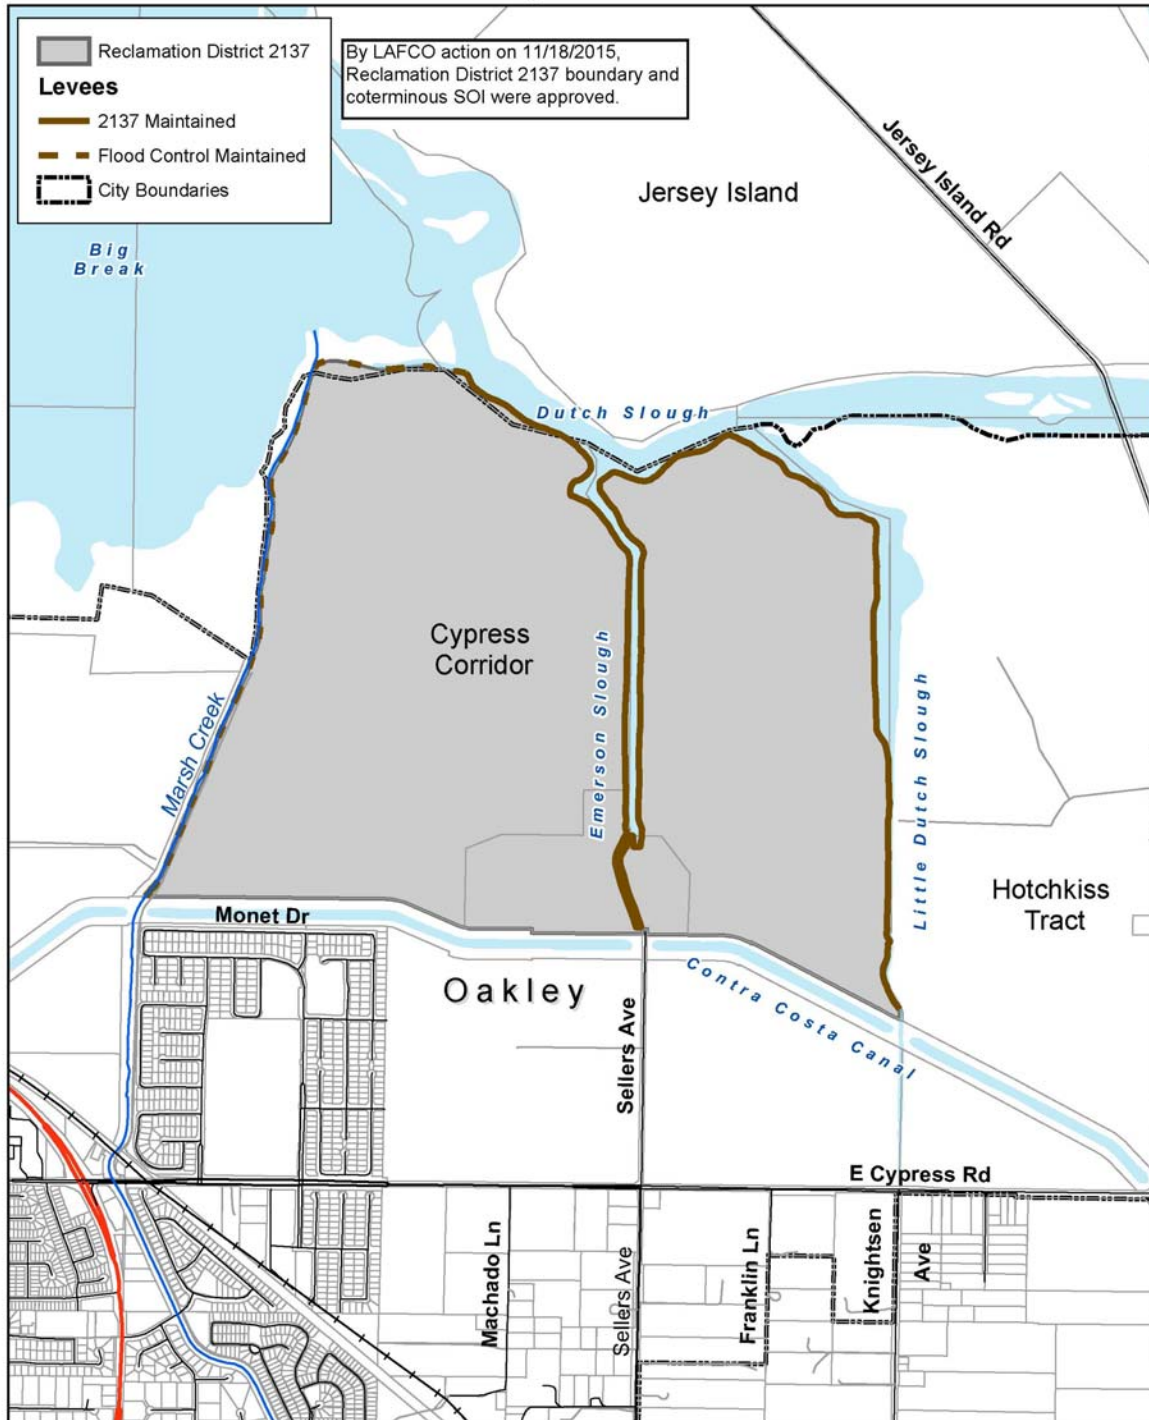 Reclamation District 2137
Levees
2137 Maintained
Flood Control Maintained
City Boundaries
By LAFCO action on 11/18/2015,
Reclamation District 2137 boundary and
coterminous SOI were approved.
Jersey Island
Jersey Island Rd
Big
Break
Dutch Slough
Cypress
Corridor
Emerson Slough
Little Dutch Slough
Marsh Creek
Hotchkiss
Tract
Monet Dr
Oakley
Sellers Ave
Contra Costa Canal
E Cypress Rd
Machado Ln
Sellers Ave
Franklin Ln
Knightsen
Ave